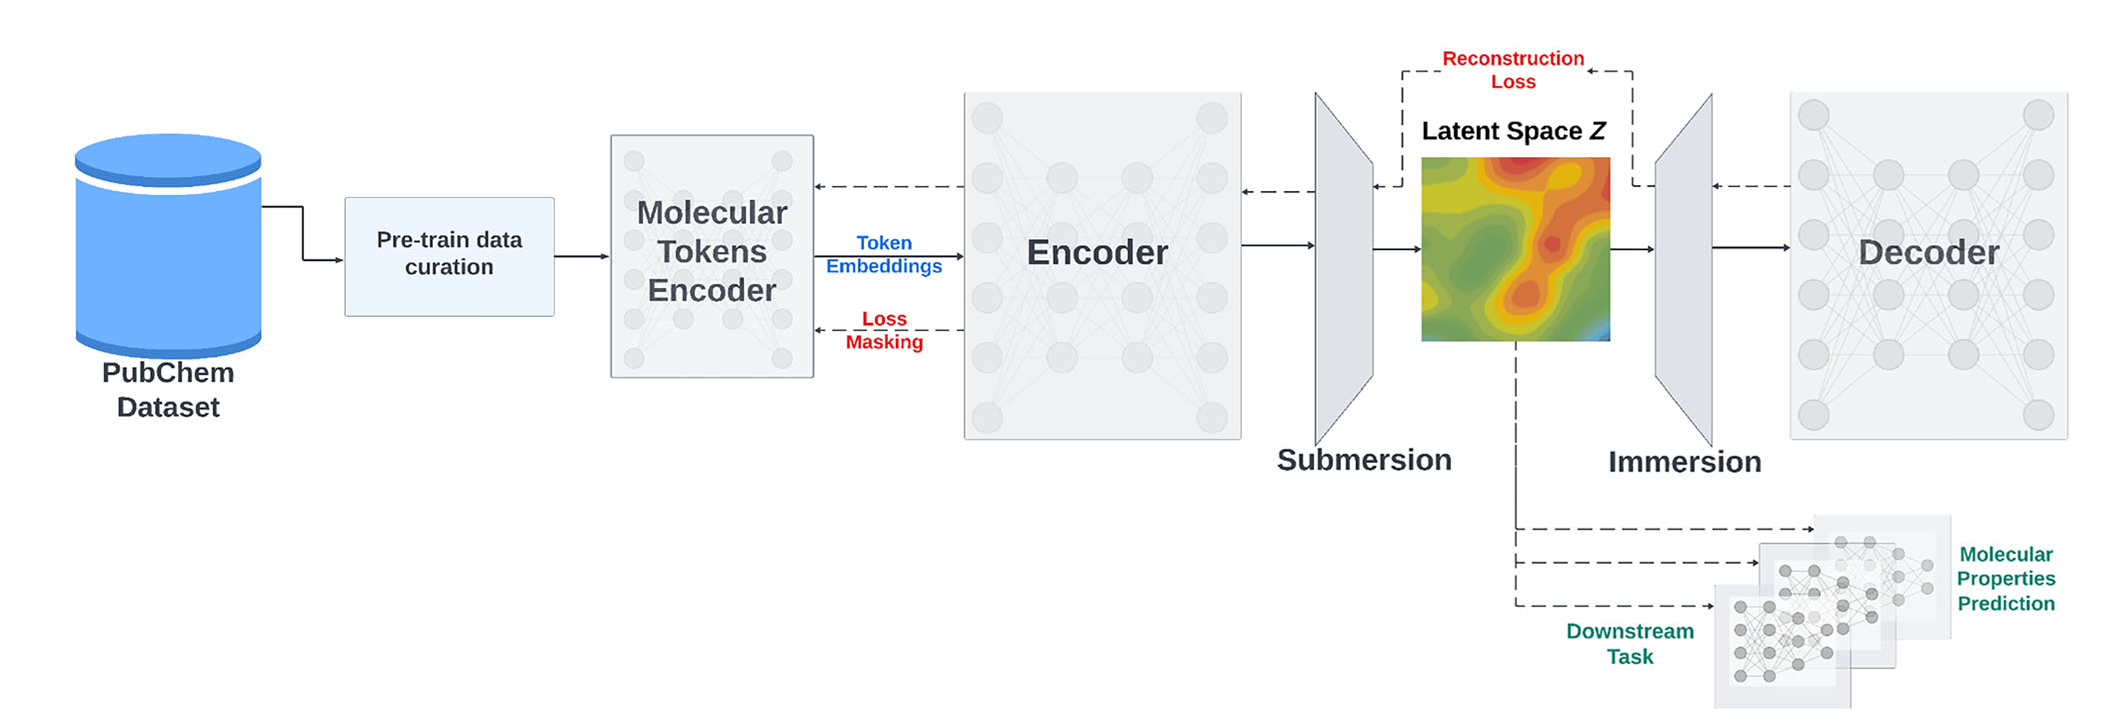 PubChem
Dataset
Pre-train data
curation
Molecular
Tokens
Encoder
Token
Embeddings
Loss
Masking
Encoder
Submersion
Reconstruction
Loss
Latent Space Z
Immersion
Decoder
Downstream
Task
Molecular
Properties
Prediction